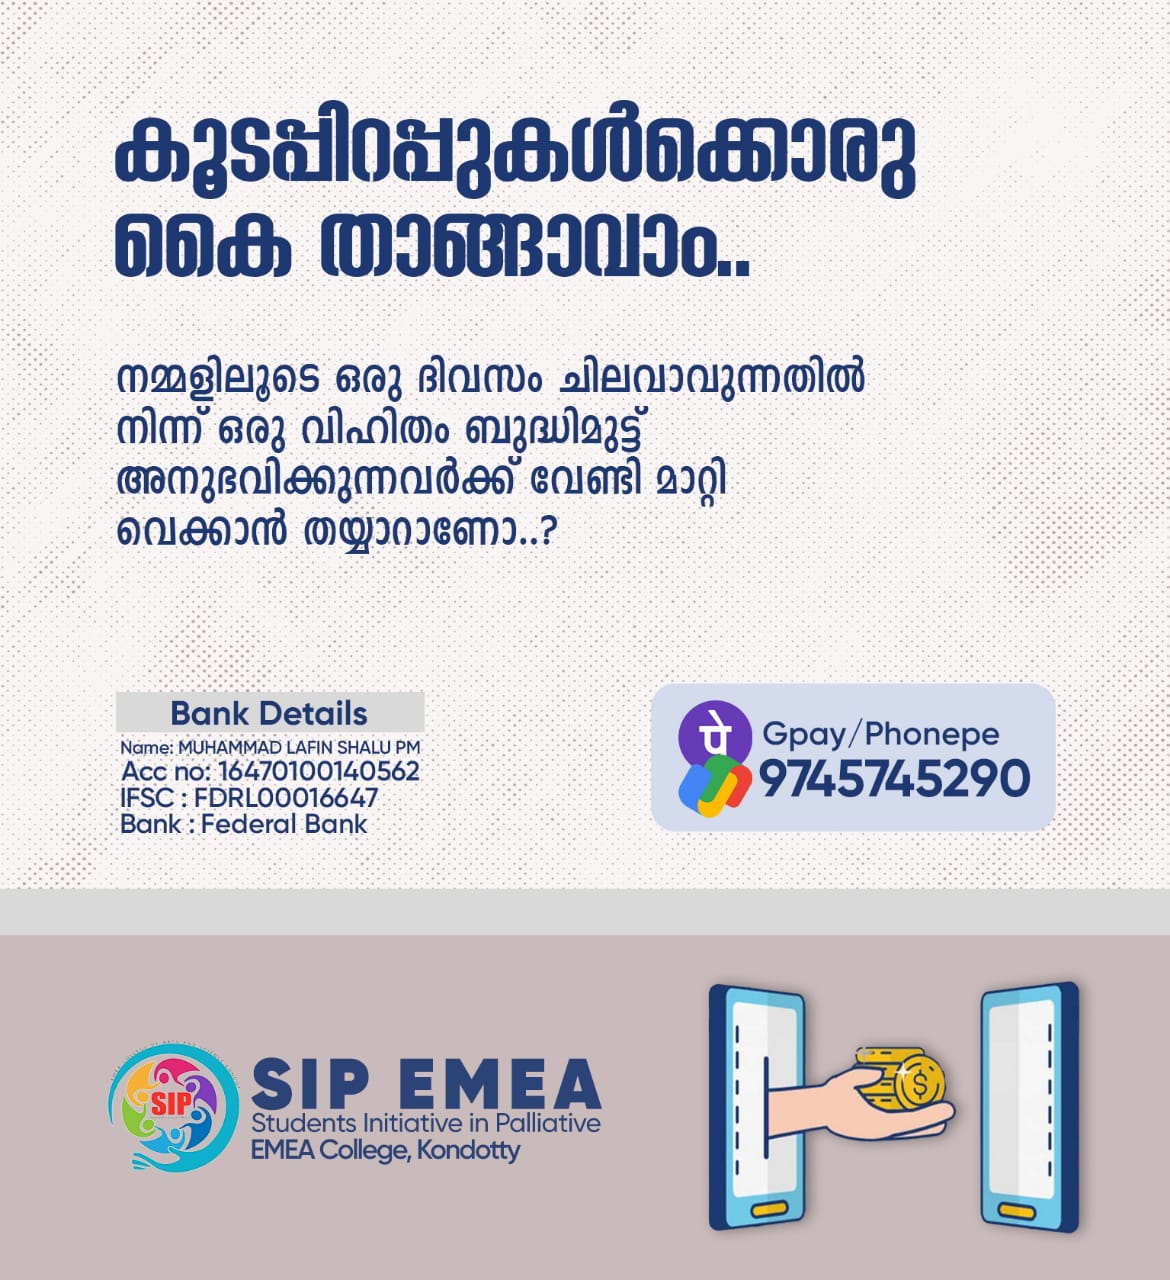 കൂടപ്പിറപ്പുകൾക്കൊരു
കൈ താങ്ങാവാം..
നമ്മളിലൂടെ ഒരു ദിവസം ചിലവാവുന്നതിൽ
നിന്ന് ഒരു വിഹിതം ബുദ്ധിമുട്ട്
അനുഭവിക്കുന്നവർക്ക് വേണ്ടി മാറ്റി
വെക്കാൻ തയ്യാറാണോ..?
Bank Details
Name: MUHAMMAD LAFIN SHALU PM
Acc no: 16470100140562
IFSC : FDRL00016647
Bank : Federal Bank
पे
Gpay/Phonepe
9745745290
SIP
SIP EMEA
Students Initiative in Palliative
EMEA College, Kondotty